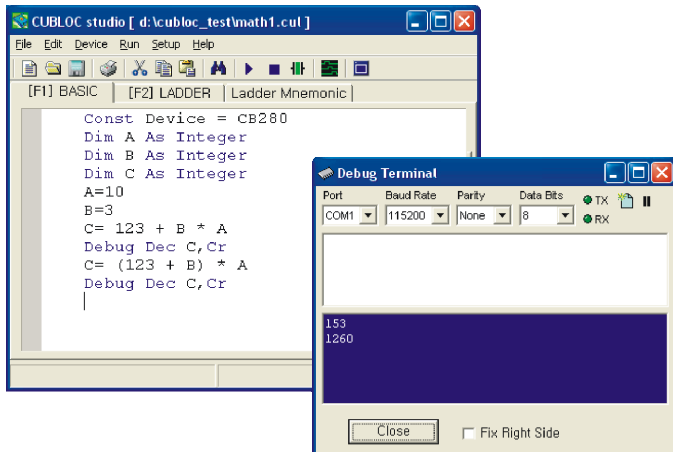 CUBLOC studio [ d:\cubloc_test\math1.cul ]
File Edit Device Run Setup Help
[F1] BASIC [F2] LADDER Ladder Mnemonic
Const Device = CB280
Dim A As Integer
Dim B As Integer
Dim C As Integer
A=10
B=3
C= 123 + B * A
Debug Dec C,Cr
C= (123 + B) * A
Debug Dec C,Cr
Debug Terminal
Port Baud Rate Parity Data Bits TX
COM1 115200 None 8 RX
153
1260
Close Fix Right Side